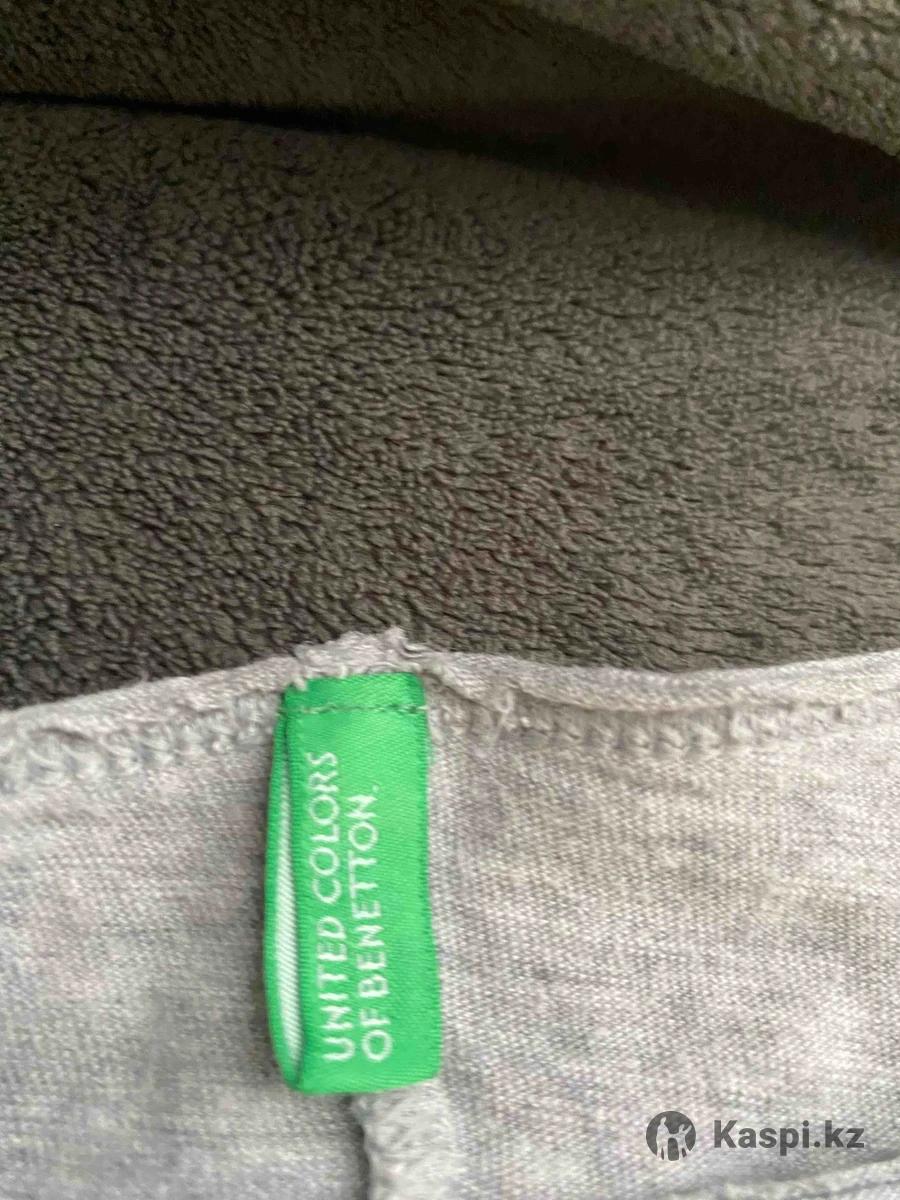 UNITED COLORS
OF BENETTON.
Kaspi.kz